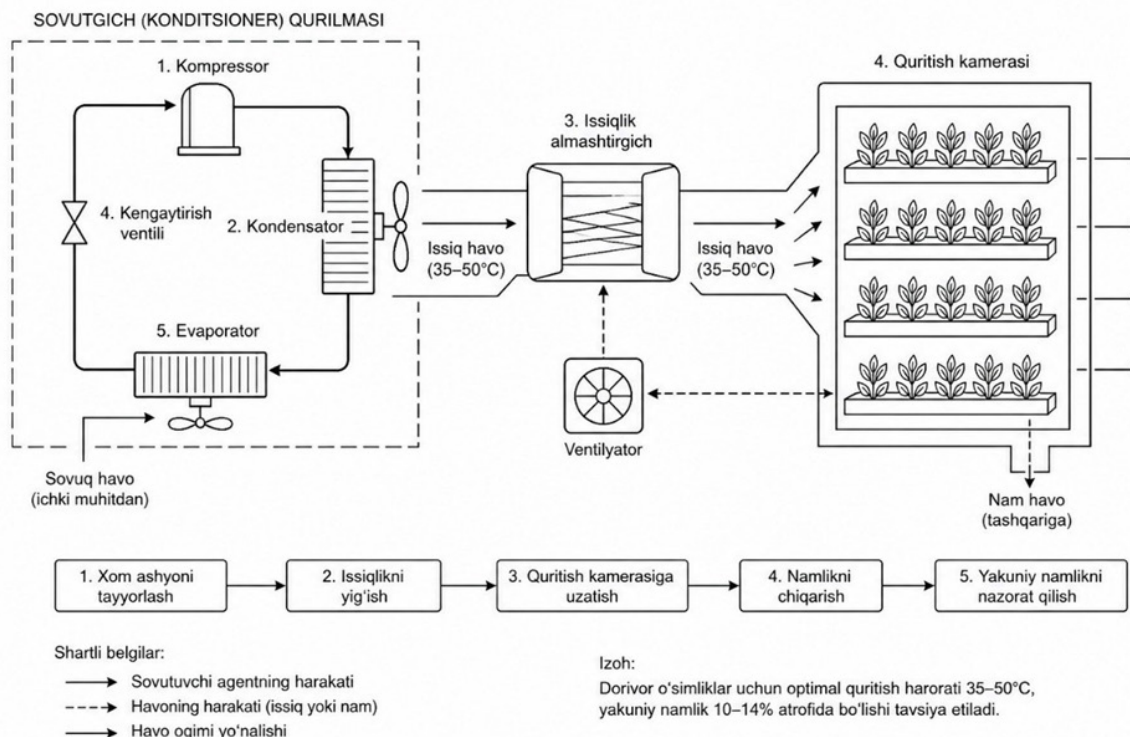 SOVUTGICH (KONDITSIONER) QURILMASI
1. Kompressor
4. Kengaytirish
ventili
2. Kondensator
5. Evaporator
Sovuq havo
(ichki muhitdan)
Issiq havo
(35–50°C)
3. Issiqlik
almashtirgich
Issiq havo
(35–50°C)
Ventilyator
4. Quritish kamerasi
Nam havo
(tashqariga)
1. Xom ashyoni
tayyorlash
2. Issiqlikni
yig‘ish
3. Quritish kamerasiga
uzatish
4. Namlikni
chiqarish
5. Yakuniy namlikni
nazorat qilish
Shartli belgilar:
Sovutuvchi agentning harakati
Havoning harakati (issiq yoki nam)
Havo oqimi yo‘nalishi
Izoh:
Dorivor o‘simliklar uchun optimal quritish harorati 35–50°C,
yakuniy namlik 10–14% atrofida bo‘lishi tavsiya etiladi.